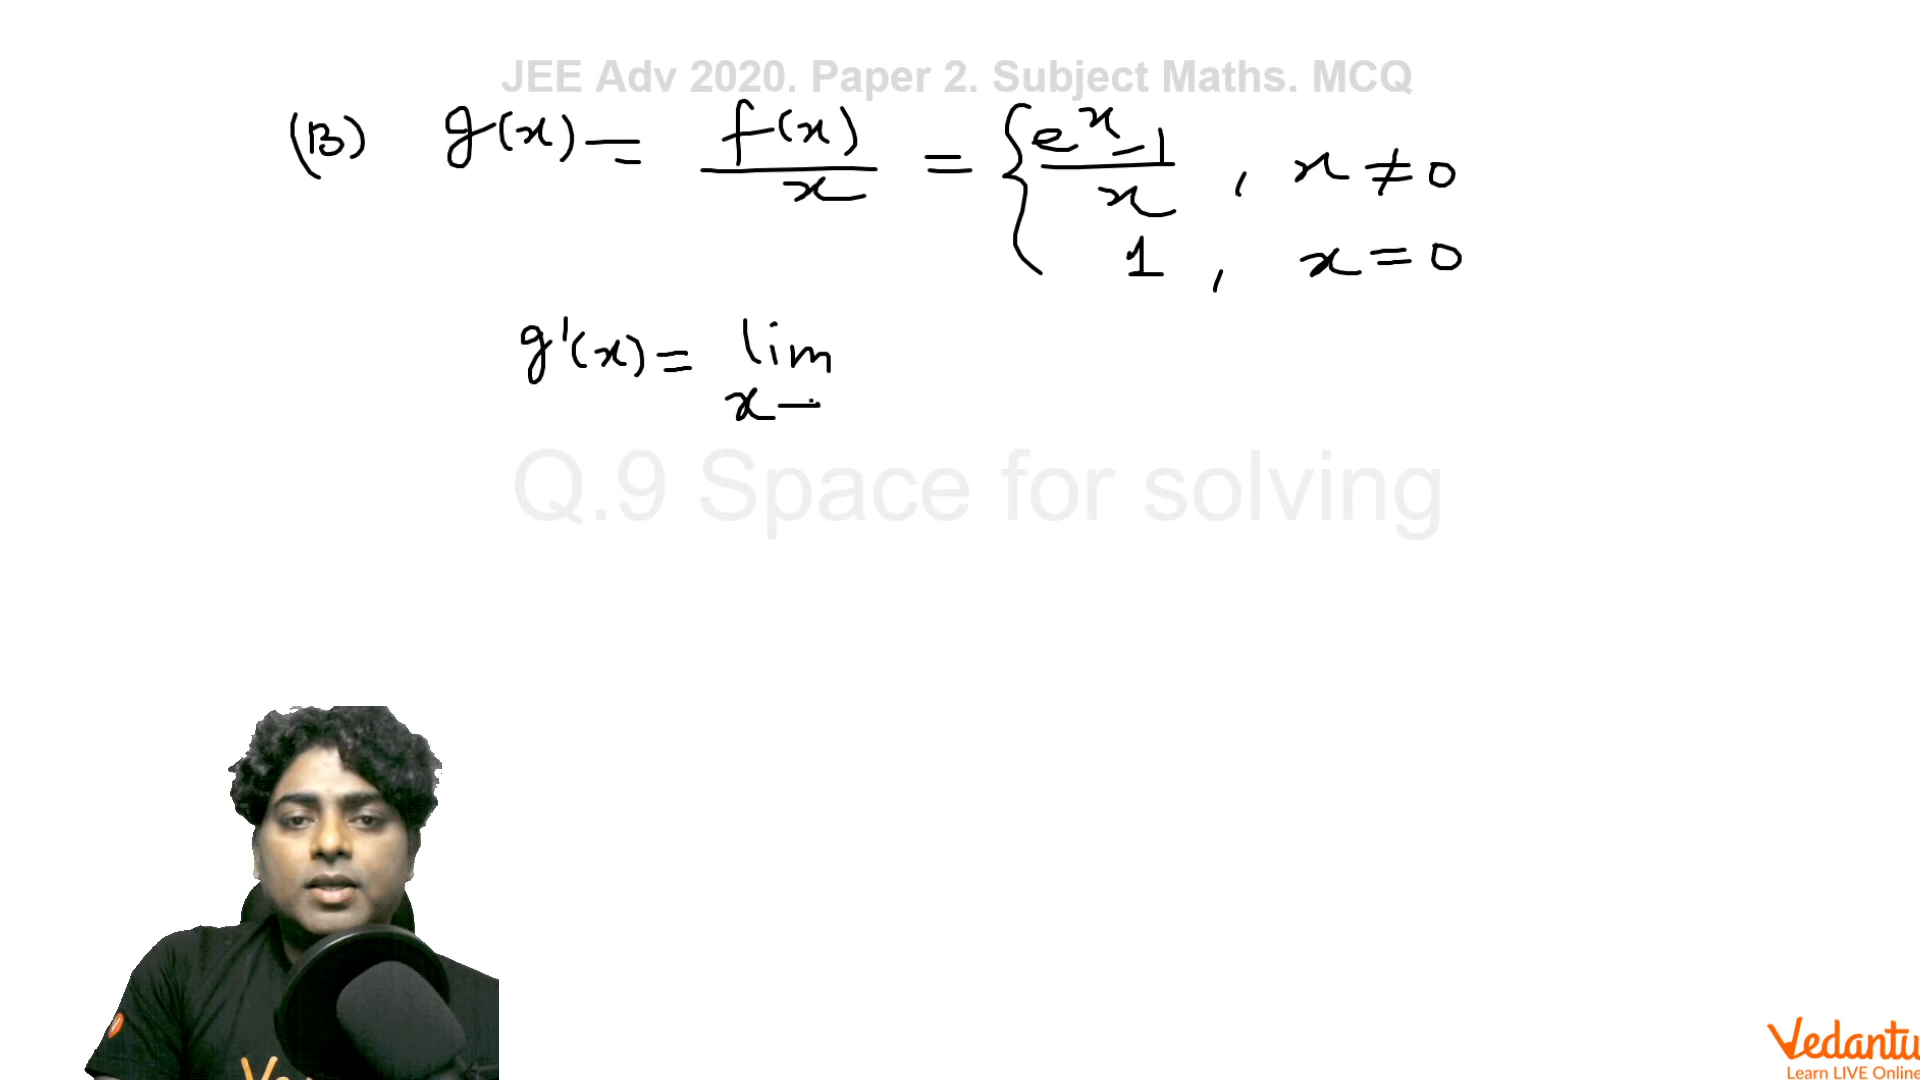 JEE Adv 2020. Paper 2. Subject Maths. MCQ
(B) g(x) = f(x)/x = { e^x-1/x , x ≠ 0
1 , x = 0
g'(x) = lim
x –
Q.9 Space for solving
Vedantu
Learn LIVE Online